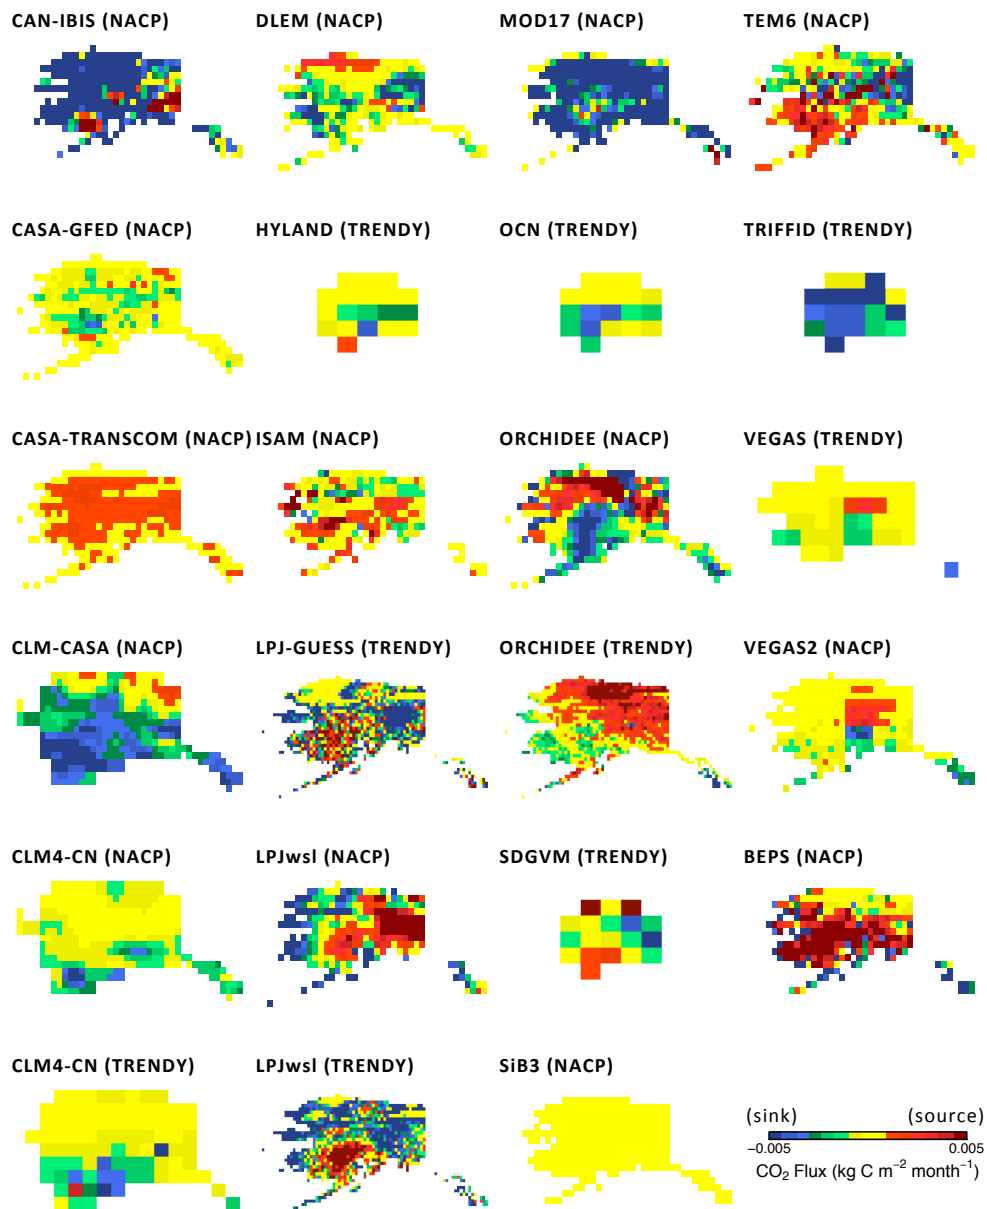 CAN-IBIS (NACP) DLEM (NACP) MOD17 (NACP) TEM6 (NACP)
CASA-GFED (NACP) HYLAND (TRENDY) OCN (TRENDY) TRIFFID (TRENDY)
CASA-TRANSCOM (NACP) ISAM (NACP) ORCHIDEE (NACP) VEGAS (TRENDY)
CLM-CASA (NACP) LPJ-GUESS (TRENDY) ORCHIDEE (TRENDY) VEGAS2 (NACP)
CLM4-CN (NACP) LPJwsl (NACP) SDGVM (TRENDY) BEPS (NACP)
CLM4-CN (TRENDY) LPJwsl (TRENDY) SiB3 (NACP)
(sink) (source)
−0.005 0.005
CO₂ Flux (kg C m⁻² month⁻¹)